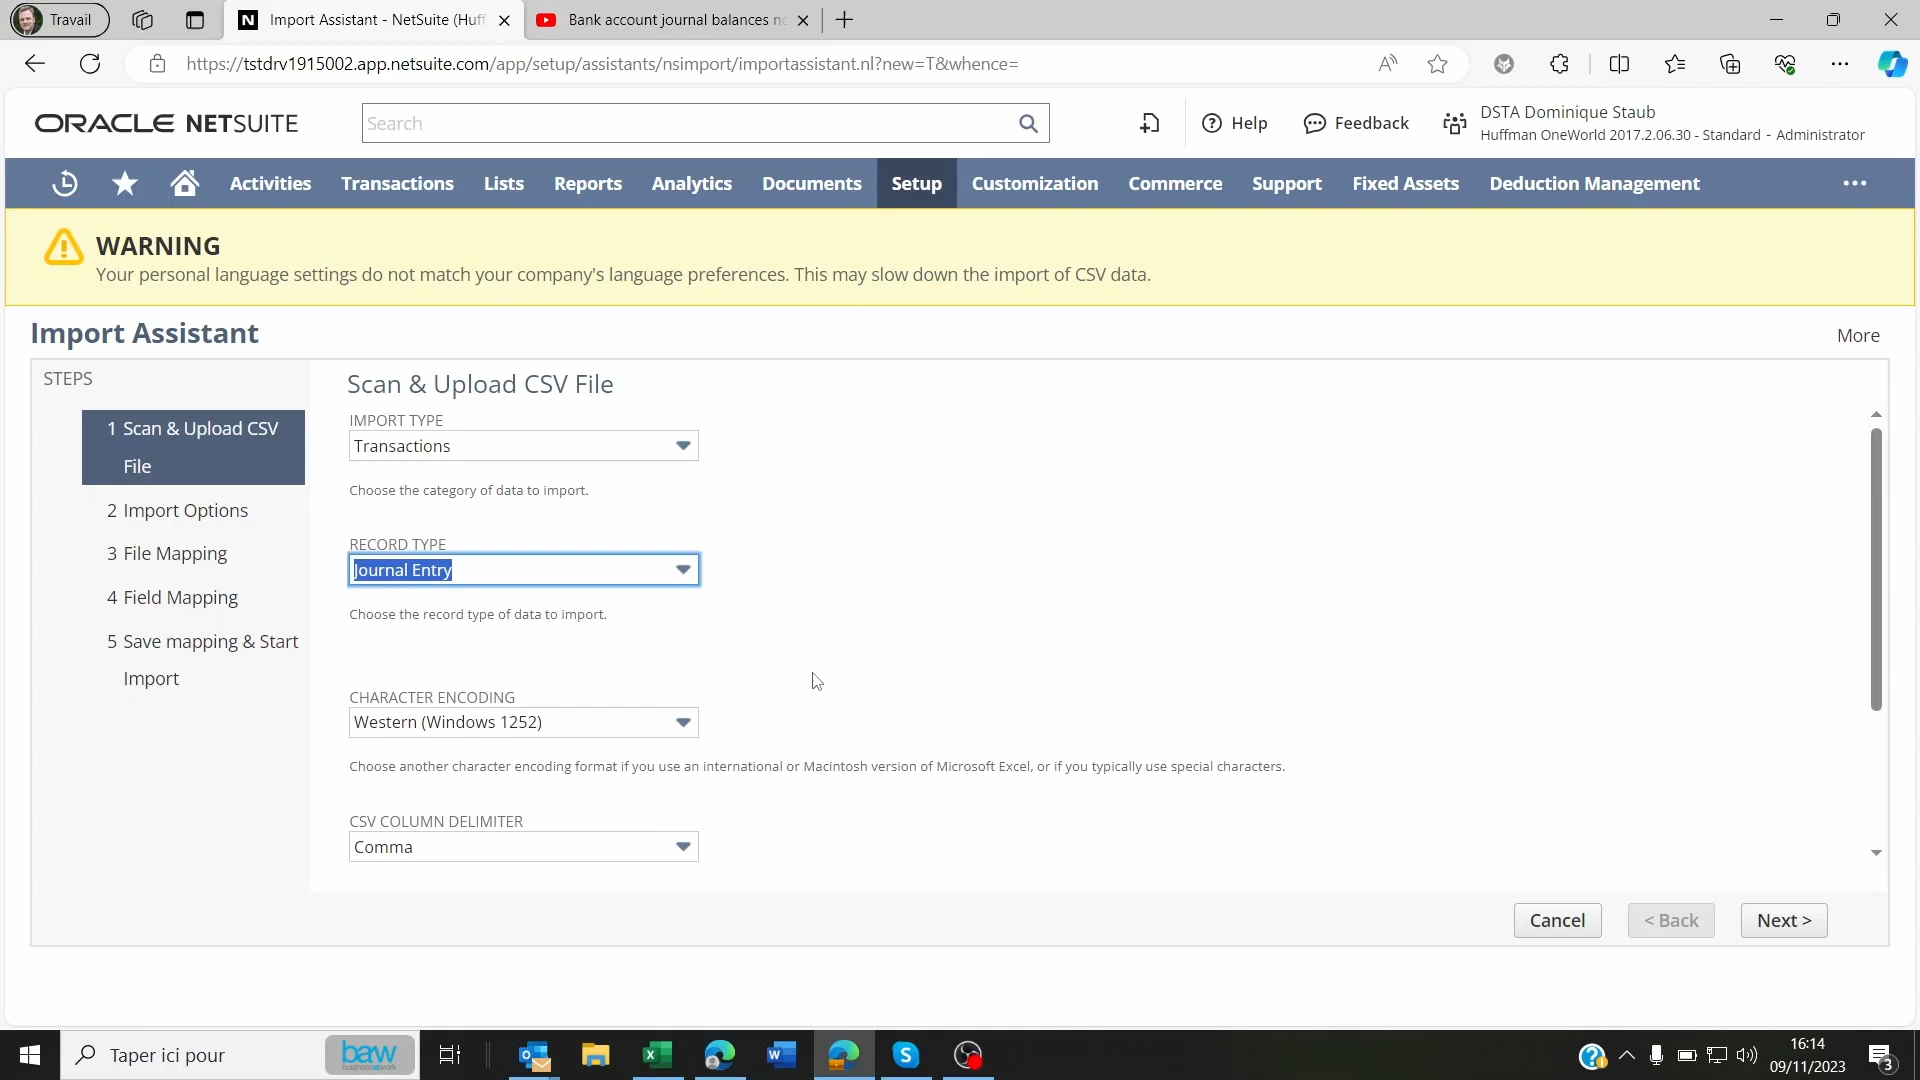 Travail
Import Assistant - NetSuite (Huff
Bank account journal balances n
https://tstdrv1915002.app.netsuite.com/app/setup/assistants/nsimport/importassistant.nl?new=T&whence=
ORACLE NETSUITE
Search
Help
Feedback
DSTA Dominique Staub
Huffman OneWorld 2017.2.06.30 - Standard - Administrator
Activities
Transactions
Lists
Reports
Analytics
Documents
Setup
Customization
Commerce
Support
Fixed Assets
Deduction Management
WARNING
Your personal language settings do not match your company's language preferences. This may slow down the import of CSV data.
Import Assistant
More
STEPS
1 Scan & Upload CSV
File
2 Import Options
3 File Mapping
4 Field Mapping
5 Save mapping & Start
Import
Scan & Upload CSV File
IMPORT TYPE
Transactions
Choose the category of data to import.
RECORD TYPE
Journal Entry
Choose the record type of data to import.
CHARACTER ENCODING
Western (Windows 1252)
Choose another character encoding format if you use an international or Macintosh version of Microsoft Excel, or if you typically use special characters.
CSV COLUMN DELIMITER
Comma
Cancel
< Back
Next >
Taper ici pour
baw
16:14
09/11/2023
3